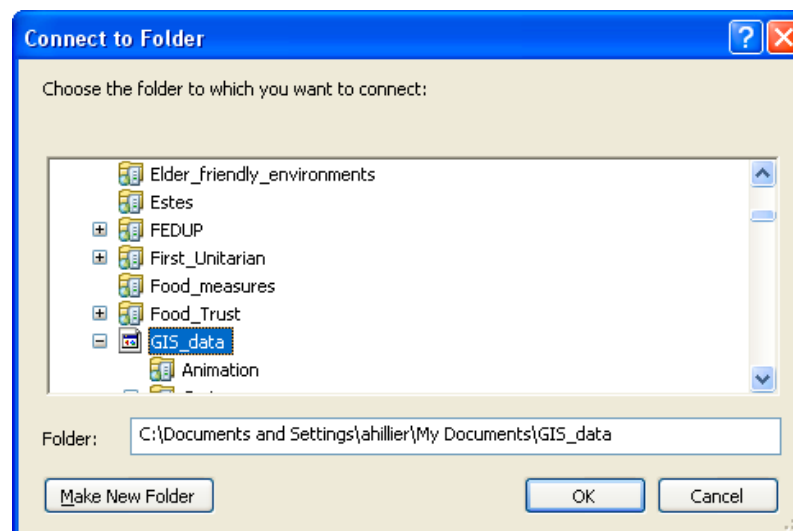 Connect to Folder
Choose the folder to which you want to connect:
Elder_friendly_environments
Estes
FEDUP
First_Unitarian
Food_measures
Food_Trust
GIS_data
Animation
Folder: C:\Documents and Settings\ahillier\My Documents\GIS_data
Make New Folder OK Cancel